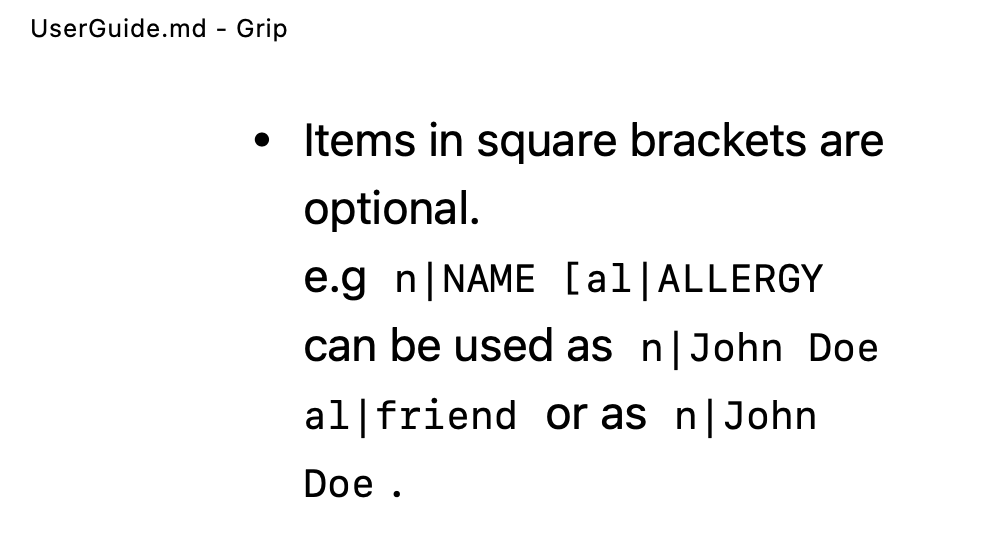 UserGuide.md - Grip
• Items in square brackets are
optional.
e.g n|NAME [al|ALLERGY
can be used as n|John Doe
al|friend or as n|John
Doe .